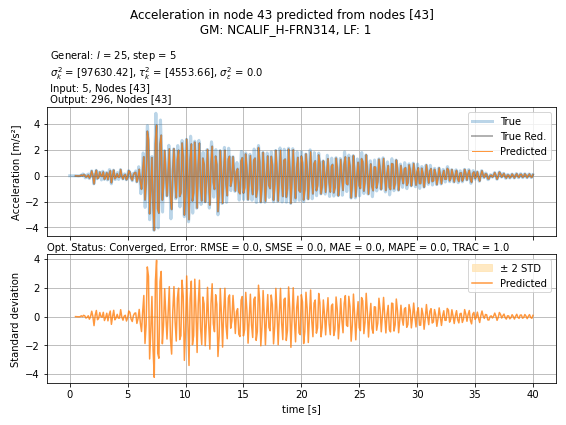 Acceleration in node 43 predicted from nodes [43]
GM: NCALIF_H-FRN314, LF: 1
General: l = 25, step = 5
σ²ₖ = [97630.42], τ²ₖ = [4553.66], σ²ε = 0.0
Input: 5, Nodes [43]
Output: 296, Nodes [43]
Acceleration [m/s²]
4
2
0
−2
−4
True
True Red.
Predicted
Opt. Status: Converged, Error: RMSE = 0.0, SMSE = 0.0, MAE = 0.0, MAPE = 0.0, TRAC = 1.0
Standard deviation
4
2
0
−2
−4
± 2 STD
Predicted
0 5 10 15 20 25 30 35 40
time [s]